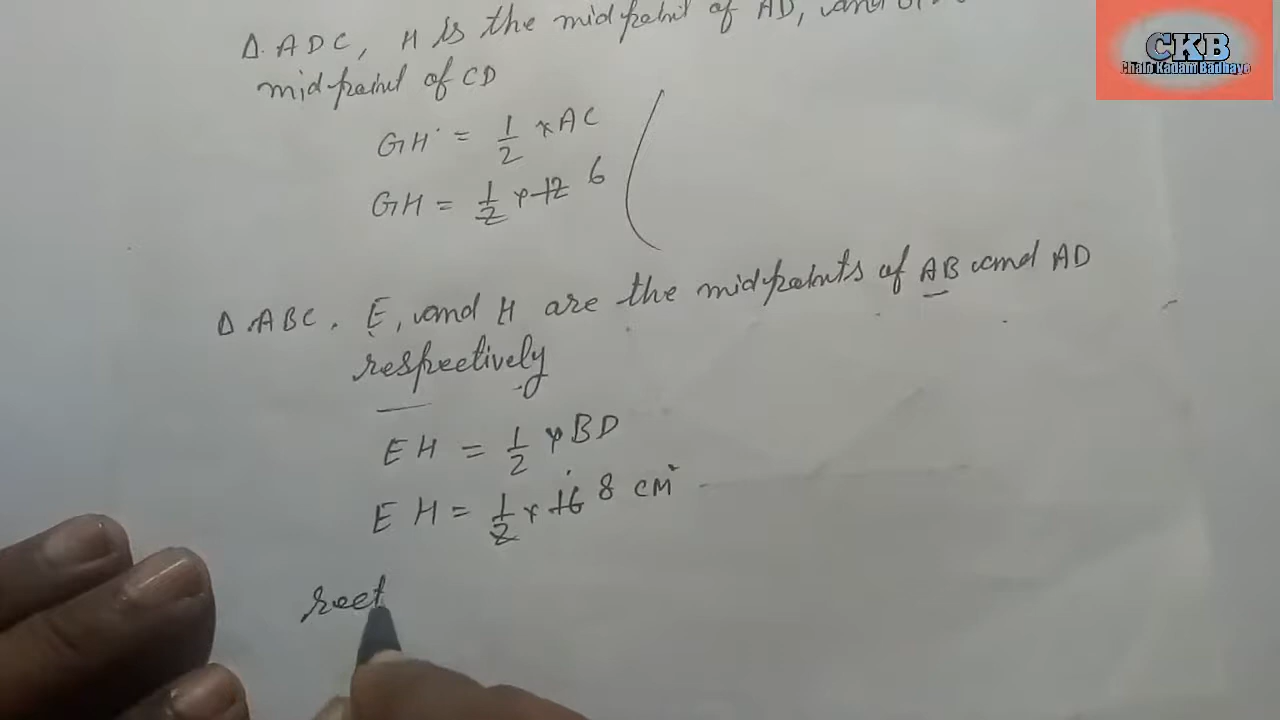 CKB
Chalo Kadam Badhaye
Δ. ADC, H is the midpoint of AD, and
midpoint of CD
GH = 1/2 × AC
GH = 1/2 × 12 6
Δ. ABC. E, and H are the midpoints of AB and AD
respectively
EH = 1/2 × BD
EH = 1/2 × 16 8 cm²
rect